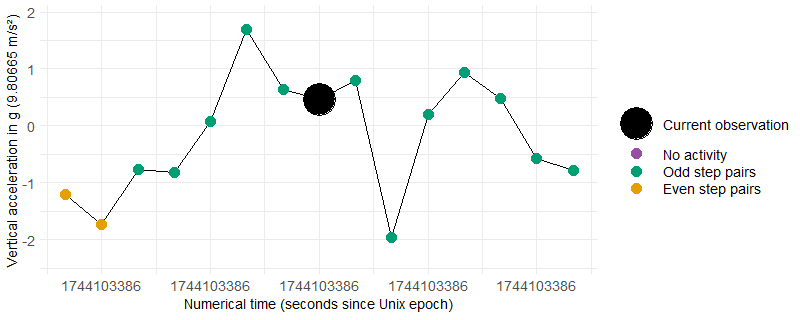 Vertical acceleration in g (9.80665 m/s²)
2
1
0
-1
-2
1744103386 1744103386 1744103386 1744103386 1744103386
Numerical time (seconds since Unix epoch)
Current observation
No activity
Odd step pairs
Even step pairs